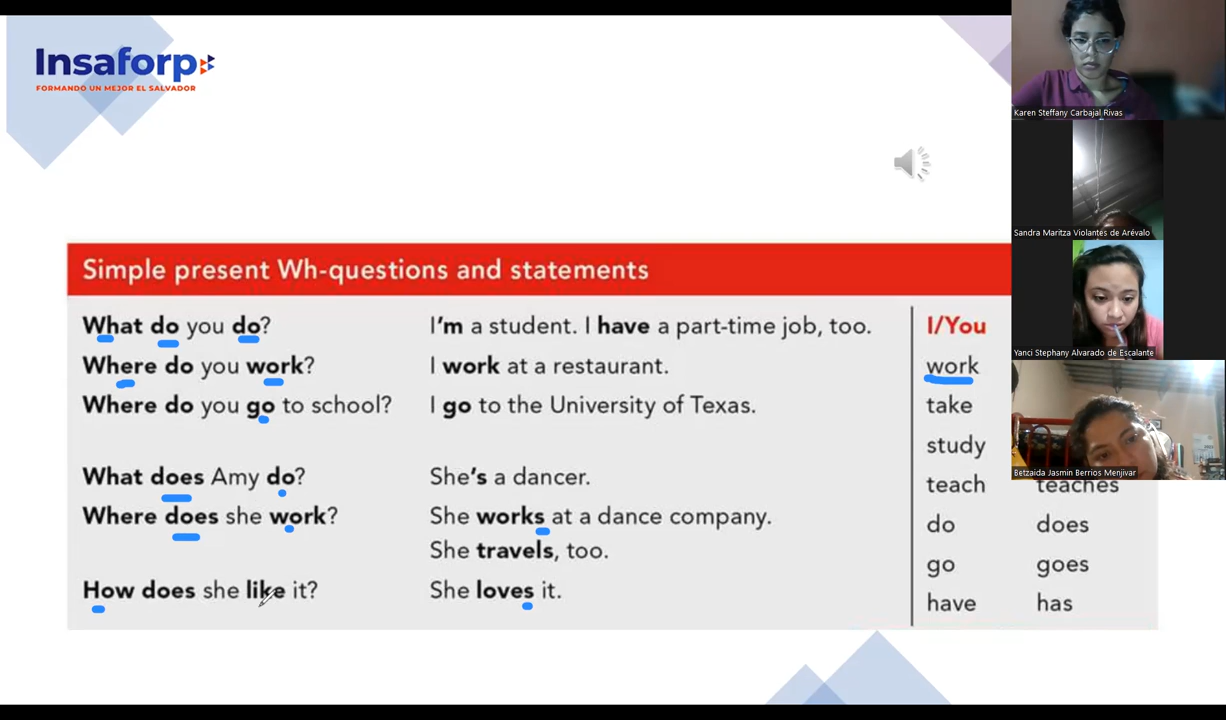 Insaforp
FORMANDO UN MEJOR EL SALVADOR
Simple present Wh-questions and statements
What do you do? I'm a student. I have a part-time job, too.
Where do you work? I work at a restaurant.
Where do you go to school? I go to the University of Texas.
What does Amy do? She's a dancer.
Where does she work? She works at a dance company.
She travels, too.
How does she like it? She loves it.
I/You
work
take
study
teach teaches
do does
go goes
have has
Karen Steffany Carbajal Rivas
Sandra Maritza Violantes de Arévalo
Yanci Stephany Alvarado de Escalante
Betzaida Jasmin Berrios Menjivar